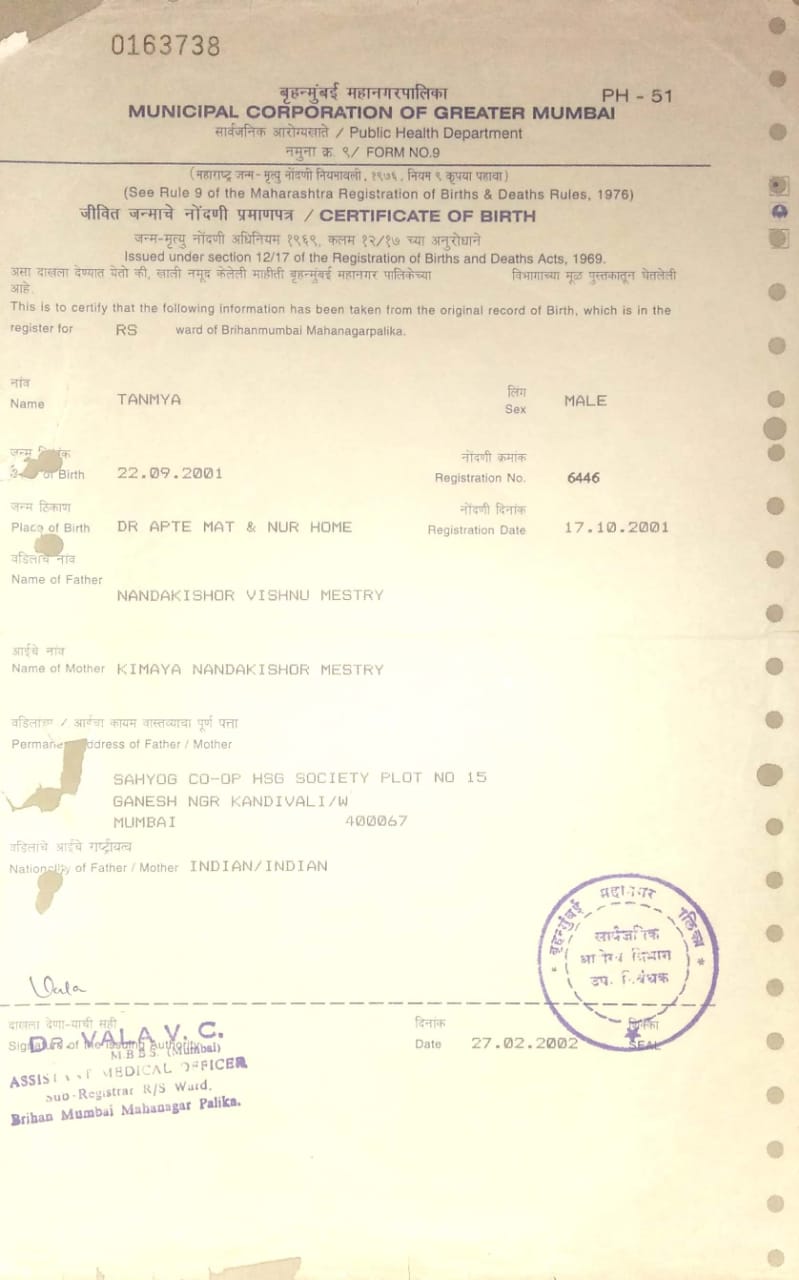 0163738
बृहन्मुंबई महानगरपालिका PH - 51
MUNICIPAL CORPORATION OF GREATER MUMBAI
सार्वजनिक आरोग्यखाते / Public Health Department
नमुना क्र. ९/ FORM NO.9
(महाराष्ट्र जन्म-मृत्यु नोंदणी नियमावली, १९७६, नियम ९ कृपया पहावा)
(See Rule 9 of the Maharashtra Registration of Births & Deaths Rules, 1976)
जीवित जन्माचे नोंदणी प्रमाणपत्र / CERTIFICATE OF BIRTH
जन्म-मृत्यु नोंदणी अधिनियम १९६९, कलम १२/१७ च्या अनुरोधाने
Issued under section 12/17 of the Registration of Births and Deaths Acts, 1969.
असा दाखला देण्यात येतो की, खाली नमूद केलेली माहीती बृहन्मुंबई महानगर पालिकेच्या विभागाच्या मूळ पुस्तकातून घेतलेली
आहे.
This is to certify that the following information has been taken from the original record of Birth, which is in the
register for RS ward of Brihanmumbai Mahanagarpalika.
नांव लिंग
Name TANMYA Sex MALE
जन्म नोंदणी क्रमांक
of Birth 22.09.2001 Registration No. 6446
जन्म ठिकाण नोंदणी दिनांक
Place of Birth DR APTE MAT & NUR HOME Registration Date 17.10.2001
वडिलांचे नांव
Name of Father
NANDAKISHOR VISHNU MESTRY
आईचे नांव
Name of Mother KIMAYA NANDAKISHOR MESTRY
/ आईचा कायम वास्तव्याचा पूर्ण पत्ता
Address of Father / Mother
SAHYOG CO-OP HSG SOCIETY PLOT NO 15
GANESH NGR KANDIVALI/W
MUMBAI 400067
वडिलाचे आईचे राष्ट्रीयत्व
Nationality of Father / Mother INDIAN/INDIAN
बृहन्मुंबई महानगर पालिका
सार्वजनिक
आरोग्य विभाग
उप. निबंधक
Vala
दाखला देणा-याची सही दिनांक शिक्का
Signature of the Issuing Authority Date 27.02.2002 SEAL
DR. VALA V. C.
M.B.B.S. (Mumbai)
ASSISTANT MEDICAL OFFICER
Sub-Registrar R/S Ward.
Brihan Mumbai Mahanagar Palika.